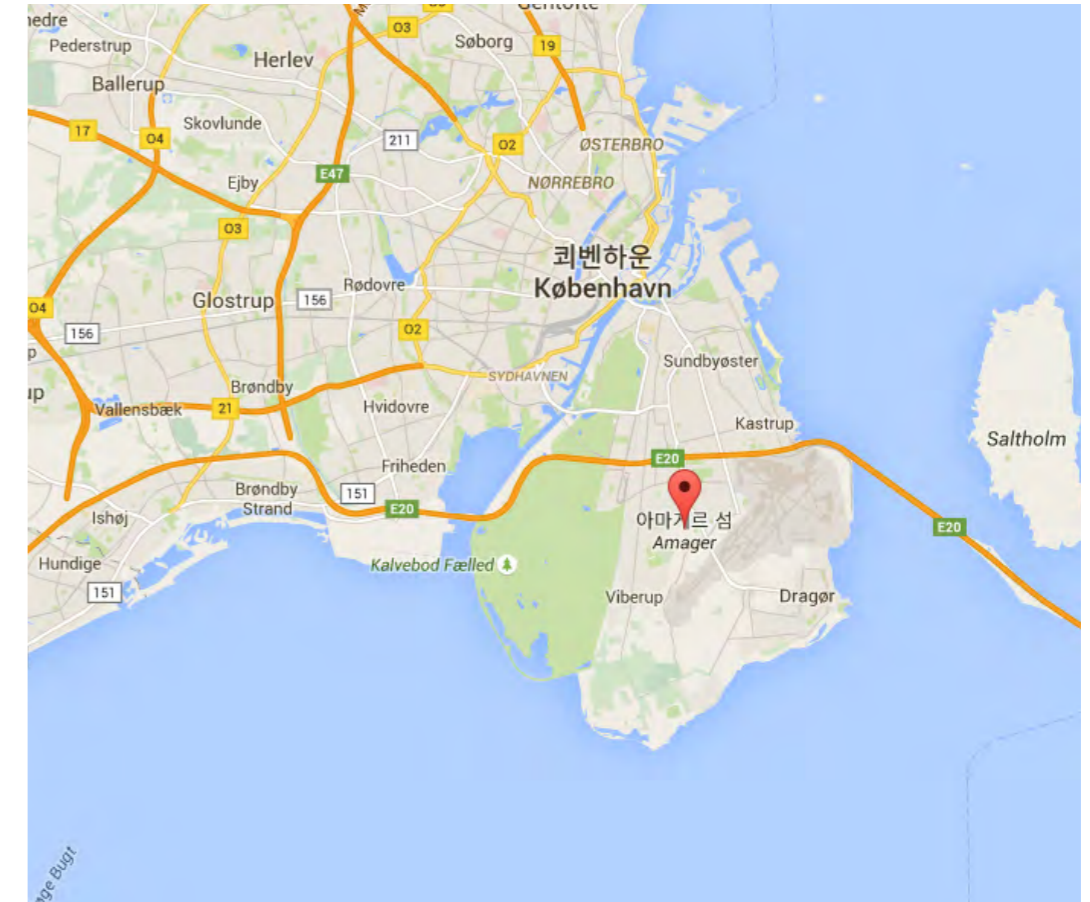 Pederstrup
Herlev
Søborg
O3
19
Ballerup
Skovlunde
17
O4
211
O2
ØSTERBRO
E47
Ejby
NØRREBRO
O3
쾨벤하운
København
Rødovre
Glostrup
156
O4
156
O2
Sundbyøster
SYDHAVNEN
Brøndby
Vallensbæk
21
Hvidovre
Kastrup
Saltholm
Friheden
E20
Brøndby
Strand
151
E20
Ishøj
아마게르 섬
Amager
E20
Hundige
Kalvebod Fælled
151
Viberup
Dragør